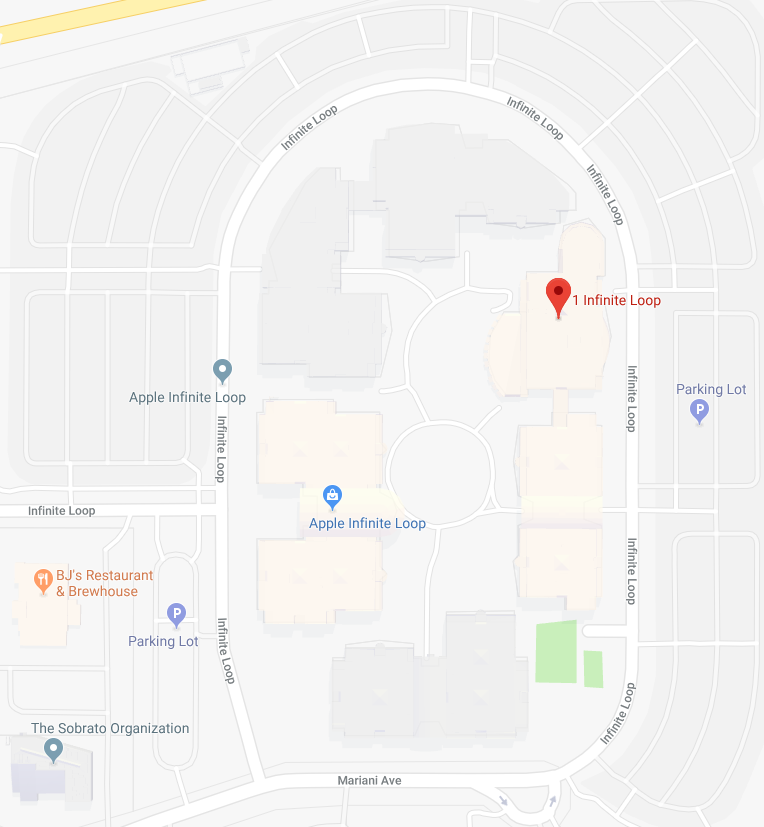 Infinite Loop
Infinite Loop
Infinite Loop
1 Infinite Loop
Apple Infinite Loop
Infinite Loop
Parking Lot
P
Infinite Loop
Infinite Loop
Apple Infinite Loop
BJ's Restaurant
& Brewhouse
Infinite Loop
P
Parking Lot
Infinite Loop
Infinite Loop
The Sobrato Organization
Mariani Ave